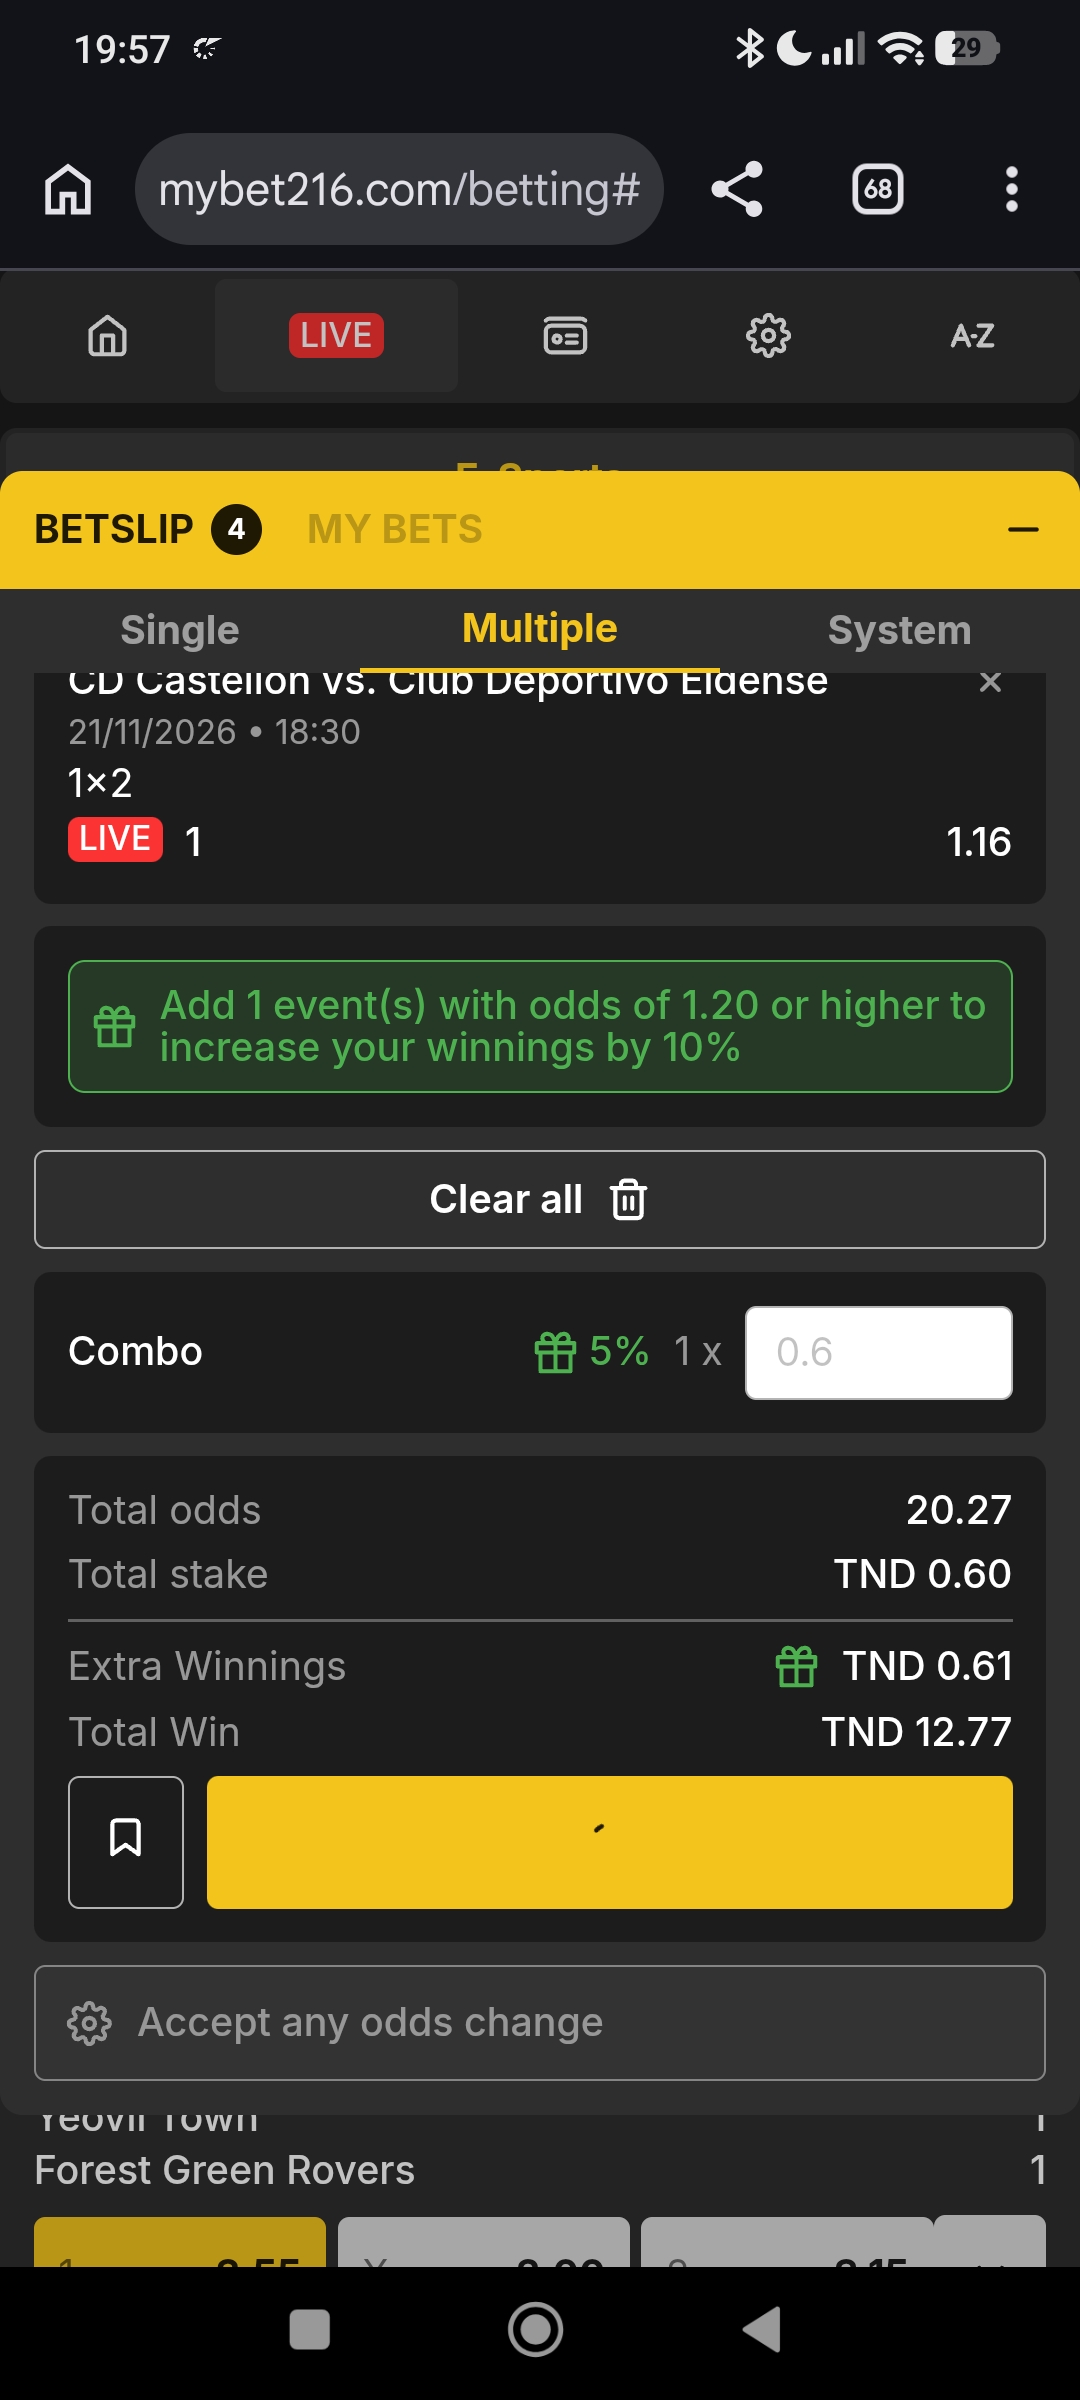 19:57
29
mybet216.com/betting#
68
LIVE
A-Z
E-Sports
BETSLIP 4 MY BETS
Single Multiple System
CD Castellon vs. Club Deportivo Eldense
21/11/2026 • 18:30
1×2
LIVE 1 1.16
Add 1 event(s) with odds of 1.20 or higher to
increase your winnings by 10%
Clear all
Combo 5% 1 x 0.6
Total odds 20.27
Total stake TND 0.60
Extra Winnings TND 0.61
Total Win TND 12.77
Accept any odds change
Yeovil Town 1
Forest Green Rovers 1